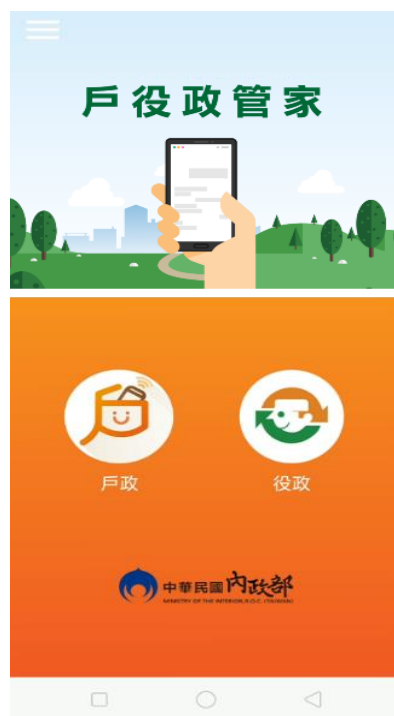 戶役政管家
戶政
役政
中華民國內政部
MINISTRY OF THE INTERIOR, R.O.C. (TAIWAN)